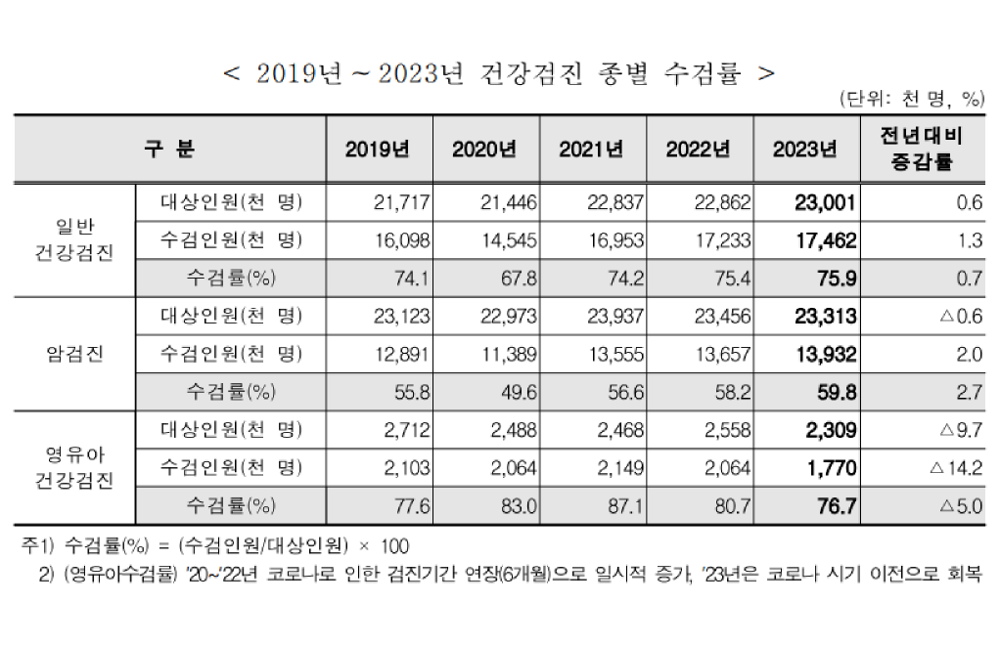 < 2019년～2023년 건강검진 종별 수검률 >
(단위: 천 명, %)
구 분 2019년 2020년 2021년 2022년 2023년 전년대비 증감률
일반 건강검진 대상인원(천 명) 21,717 21,446 22,837 22,862 23,001 0.6
수검인원(천 명) 16,098 14,545 16,953 17,233 17,462 1.3
수검률(%) 74.1 67.8 74.2 75.4 75.9 0.7
암검진 대상인원(천 명) 23,123 22,973 23,937 23,456 23,313 △0.6
수검인원(천 명) 12,891 11,389 13,555 13,657 13,932 2.0
수검률(%) 55.8 49.6 56.6 58.2 59.8 2.7
영유아 건강검진 대상인원(천 명) 2,712 2,488 2,468 2,558 2,309 △9.7
수검인원(천 명) 2,103 2,064 2,149 2,064 1,770 △14.2
수검률(%) 77.6 83.0 87.1 80.7 76.7 △5.0
주1) 수검률(%) = (수검인원/대상인원) × 100
2) (영유아수검률) '20~'22년 코로나로 인한 검진기간 연장(6개월)으로 일시적 증가, '23년은 코로나 시기 이전으로 회복